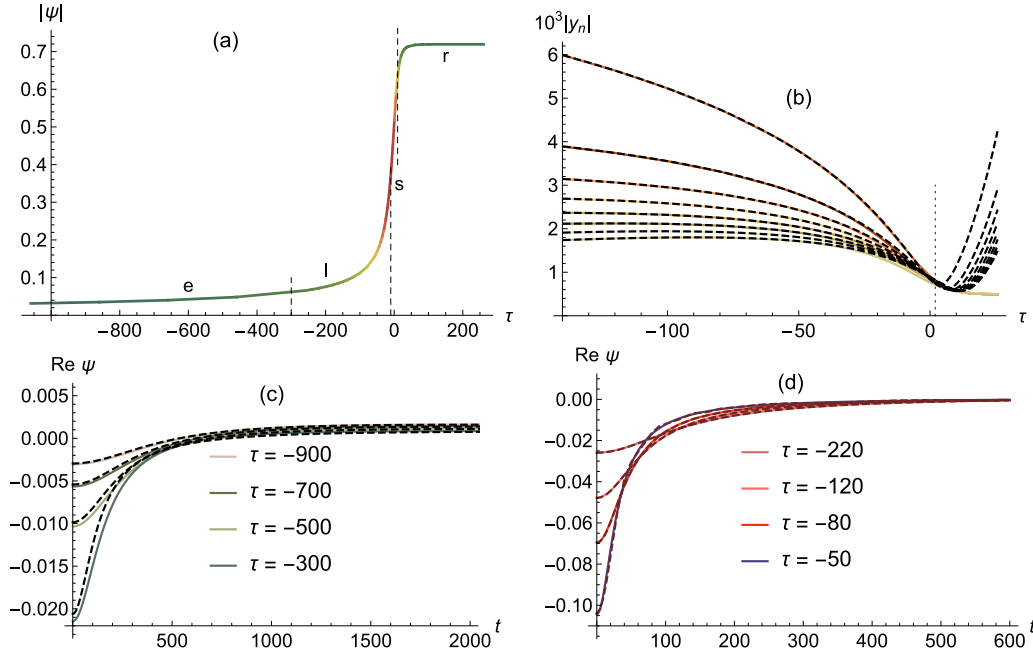 |ψ|
(a)
0.7
0.6
0.5
0.4
0.3
0.2
0.1
r
s
l
e
−800 −600 −400 −200 0 200 τ
10³|yₙ|
(b)
6
5
4
3
2
1
−100 −50 0 τ
Re ψ
(c)
0.005
0.000
−0.005
−0.010
−0.015
−0.020
τ = −900
τ = −700
τ = −500
τ = −300
0 500 1000 1500 2000 t
Re ψ
(d)
0.00
−0.02
−0.04
−0.06
−0.08
−0.10
τ = −220
τ = −120
τ = −80
τ = −50
0 100 200 300 400 500 600 t